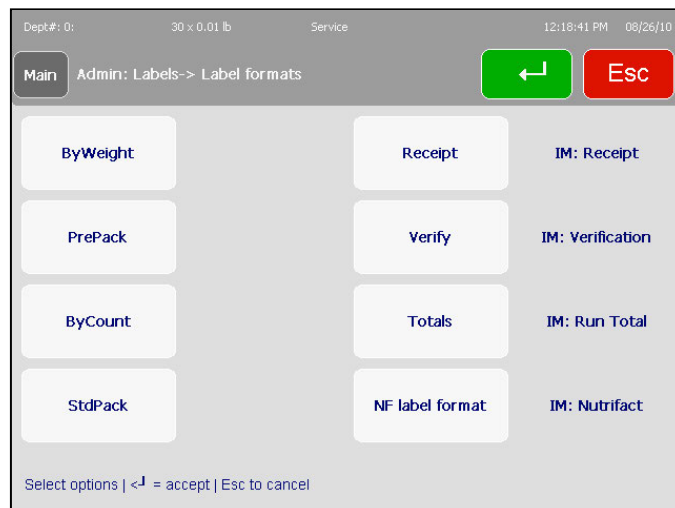 Dept#: 0: 30 x 0.01 lb Service 12:18:41 PM 08/26/10
Main Admin: Labels-> Label formats ↵ Esc
ByWeight Receipt IM: Receipt
PrePack Verify IM: Verification
ByCount Totals IM: Run Total
StdPack NF label format IM: Nutrifact
Select options | <┘ = accept | Esc to cancel